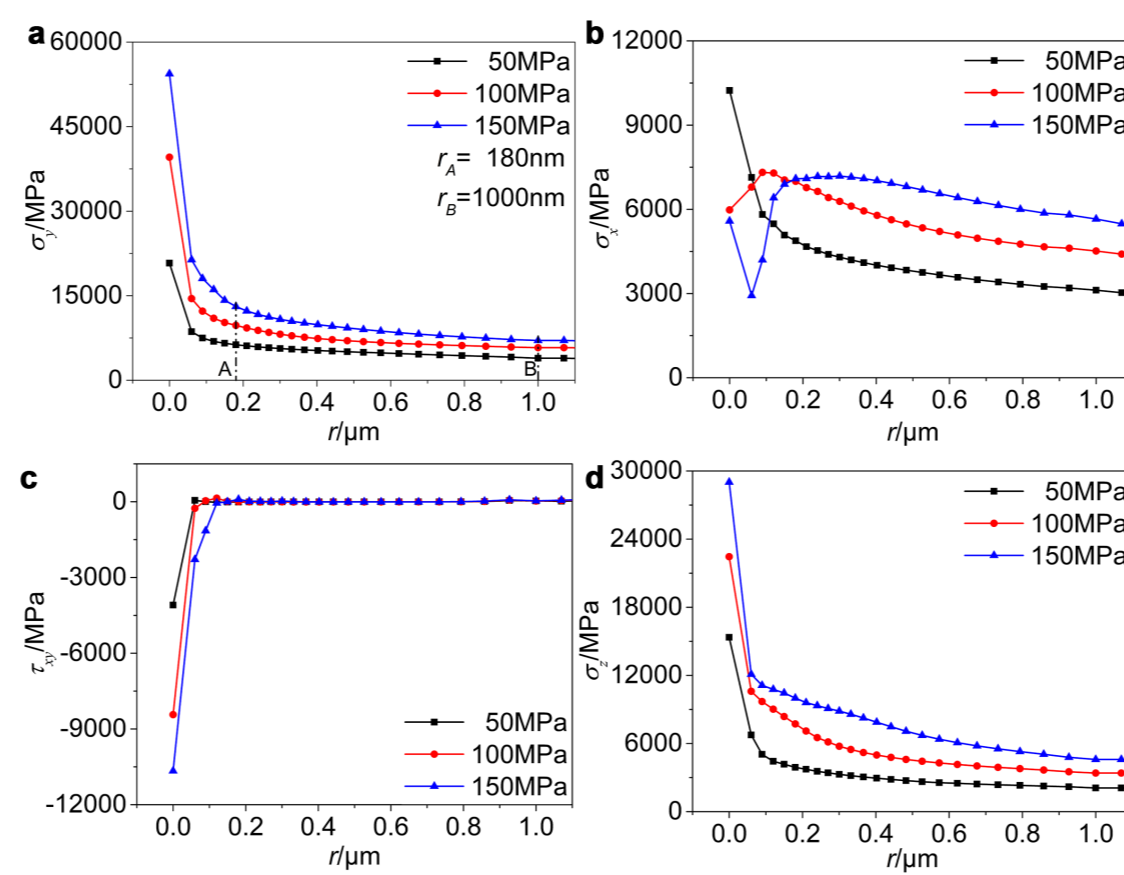 a
60000
45000
30000
15000
0
σy/MPa
50MPa
100MPa
150MPa
rA= 180nm
rB=1000nm
A
B
0.0 0.2 0.4 0.6 0.8 1.0
r/μm
b
12000
9000
6000
3000
0
σx/MPa
50MPa
100MPa
150MPa
0.0 0.2 0.4 0.6 0.8 1.0
r/μm
c
0
-3000
-6000
-9000
-12000
τxy/MPa
50MPa
100MPa
150MPa
0.0 0.2 0.4 0.6 0.8 1.0
r/μm
d
30000
24000
18000
12000
6000
0
σz/MPa
50MPa
100MPa
150MPa
0.0 0.2 0.4 0.6 0.8 1.0
r/μm